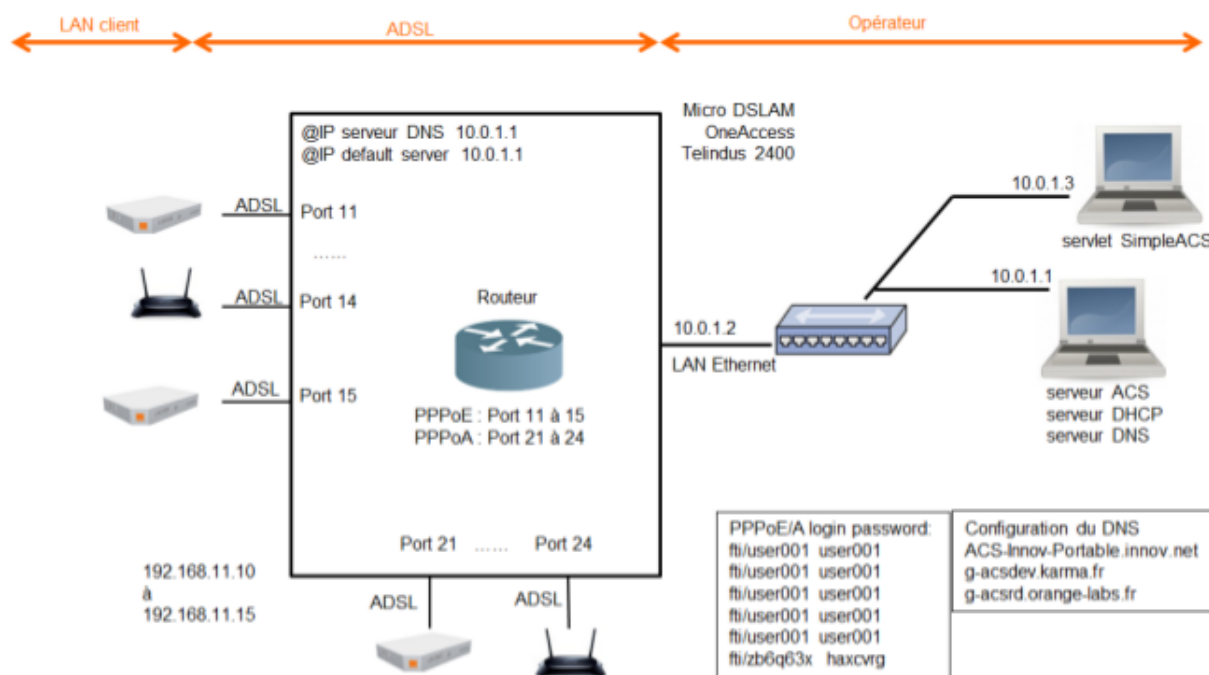 LAN client
ADSL
Opérateur
@IP serveur DNS 10.0.1.1
@IP default server 10.0.1.1
Micro DSLAM
OneAccess
Telindus 2400
10.0.1.3
servlet SimpleACS
ADSL
Port 11
......
ADSL
Port 14
Routeur
10.0.1.1
10.0.1.2
LAN Ethernet
ADSL
Port 15
PPPoE : Port 11 à 15
PPPoA : Port 21 à 24
serveur ACS
serveur DHCP
serveur DNS
Port 21 ...... Port 24
192.168.11.10
à
192.168.11.15
ADSL
ADSL
PPPoE/A login password:
fti/user001 user001
fti/user001 user001
fti/user001 user001
fti/user001 user001
fti/user001 user001
fti/zb6q63x haxcvrg
Configuration du DNS
ACS-Innov-Portable.innov.net
g-acsdev.karma.fr
g-acsrd.orange-labs.fr